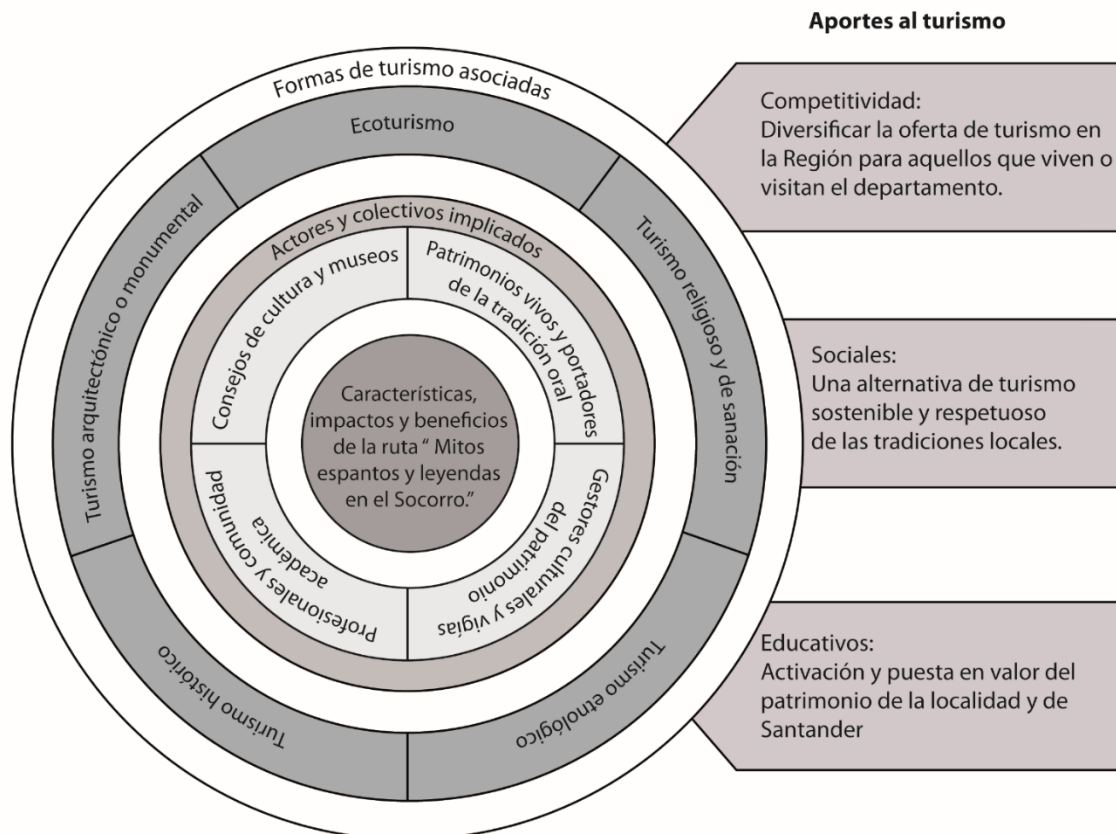 Aportes al turismo
Formas de turismo asociadas
Ecoturismo
Turismo religioso y de sanación
Turismo etnológico
Turismo histórico
Turismo arquitectónico o monumental
Actores y colectivos implicados
Consejos de cultura y museos
Patrimonios vivos y portadores
de la tradición oral
Gestores culturales y vigías
del patrimonio
Profesionales y comunidad
académica
Características,
impactos y beneficios
de la ruta “ Mitos
espantos y leyendas
en el Socorro.”
Competitividad:
Diversificar la oferta de turismo en
la Región para aquellos que viven o
visitan el departamento.
Sociales:
Una alternativa de turismo
sostenible y respetuoso
de las tradiciones locales.
Educativos:
Activación y puesta en valor del
patrimonio de la localidad y de
Santander